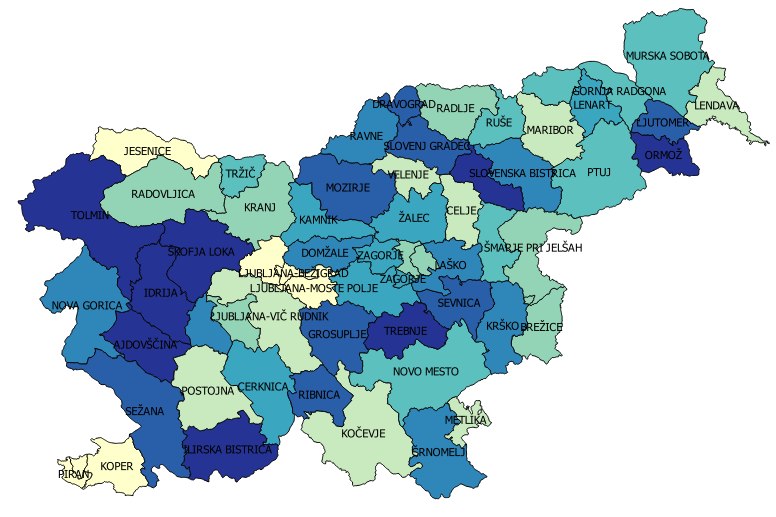 MURSKA SOBOTA
GORNJA RADGONA
DRAVOGRAD
RADLJE
LENART
LENDAVA
RUŠE
LJUTOMER
MARIBOR
RAVNE
SLOVENJ GRADEC
JESENICE
ORMOŽ
TRŽIČ
VELENJE
SLOVENSKA BISTRICA
PTUJ
MOZIRJE
RADOVLJICA
KRANJ
CELJE
TOLMIN
KAMNIK
ŽALEC
ŠKOFJA LOKA
DOMŽALE
ZAGORJE
ŠMARJE PRI JELŠAH
LAŠKO
LJUBLJANA-BEZIGRAD
ZAGORJE
LJUBLJANA-MOSTE POLJE
IDRIJA
NOVA GORICA
SEVNICA
LJUBLJANA-VIČ RUDNIK
KRŠKO
BREŽICE
GROSUPLJE
TREBNJE
AJDOVŠČINA
NOVO MESTO
CERKNICA
POSTOJNA
RIBNICA
SEŽANA
METLIKA
KOČEVJE
ILIRSKA BISTRICA
ČRNOMELJ
KOPER
PIRAN